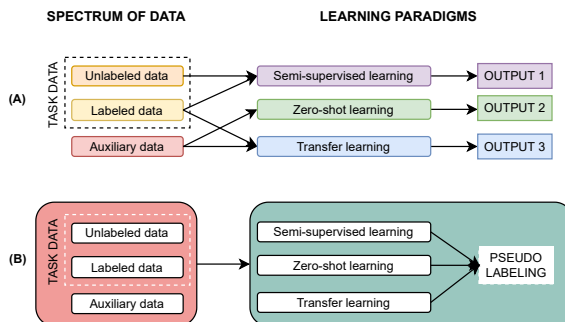 SPECTRUM OF DATA
LEARNING PARADIGMS
(A)
TASK DATA
Unlabeled data
Semi-supervised learning
OUTPUT 1
Labeled data
Zero-shot learning
OUTPUT 2
Auxiliary data
Transfer learning
OUTPUT 3
(B)
TASK DATA
Unlabeled data
Semi-supervised learning
Labeled data
Zero-shot learning
PSEUDO
LABELING
Auxiliary data
Transfer learning